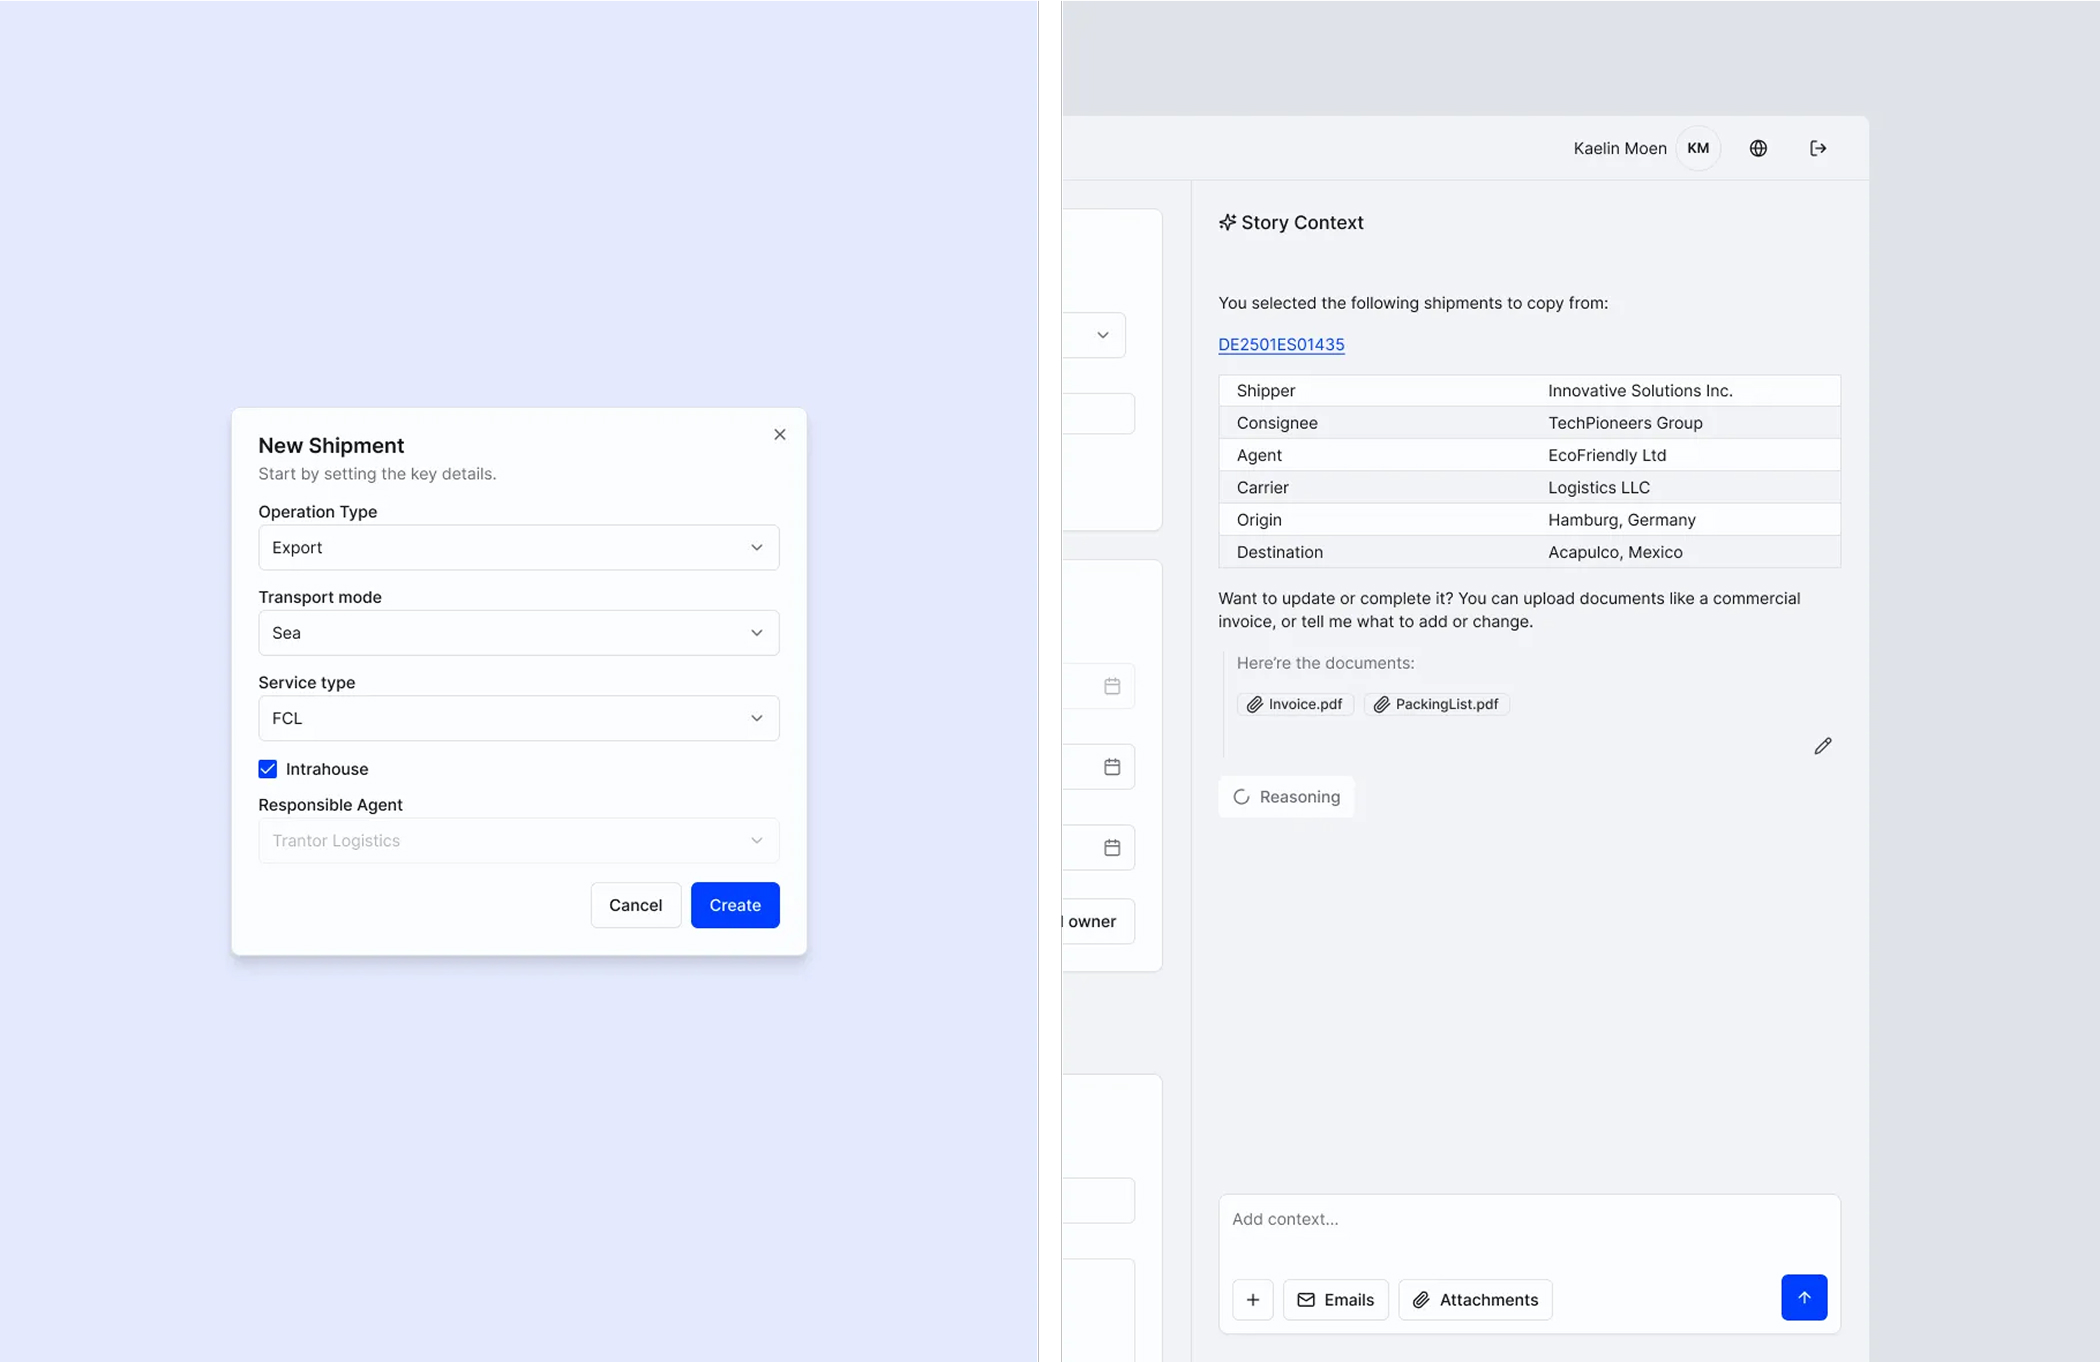 New Shipment
Start by setting the key details.
Operation Type
Export
Transport mode
Sea
Service type
FCL
Intrahouse
Responsible Agent
Trantor Logistics
Cancel
Create
Kaelin Moen KM
Story Context
You selected the following shipments to copy from:
DE2501ES01435
Shipper Innovative Solutions Inc.
Consignee TechPioneers Group
Agent EcoFriendly Ltd
Carrier Logistics LLC
Origin Hamburg, Germany
Destination Acapulco, Mexico
Want to update or complete it? You can upload documents like a commercial
invoice, or tell me what to add or change.
Here're the documents:
Invoice.pdf PackingList.pdf
Reasoning
owner
Add context...
Emails Attachments